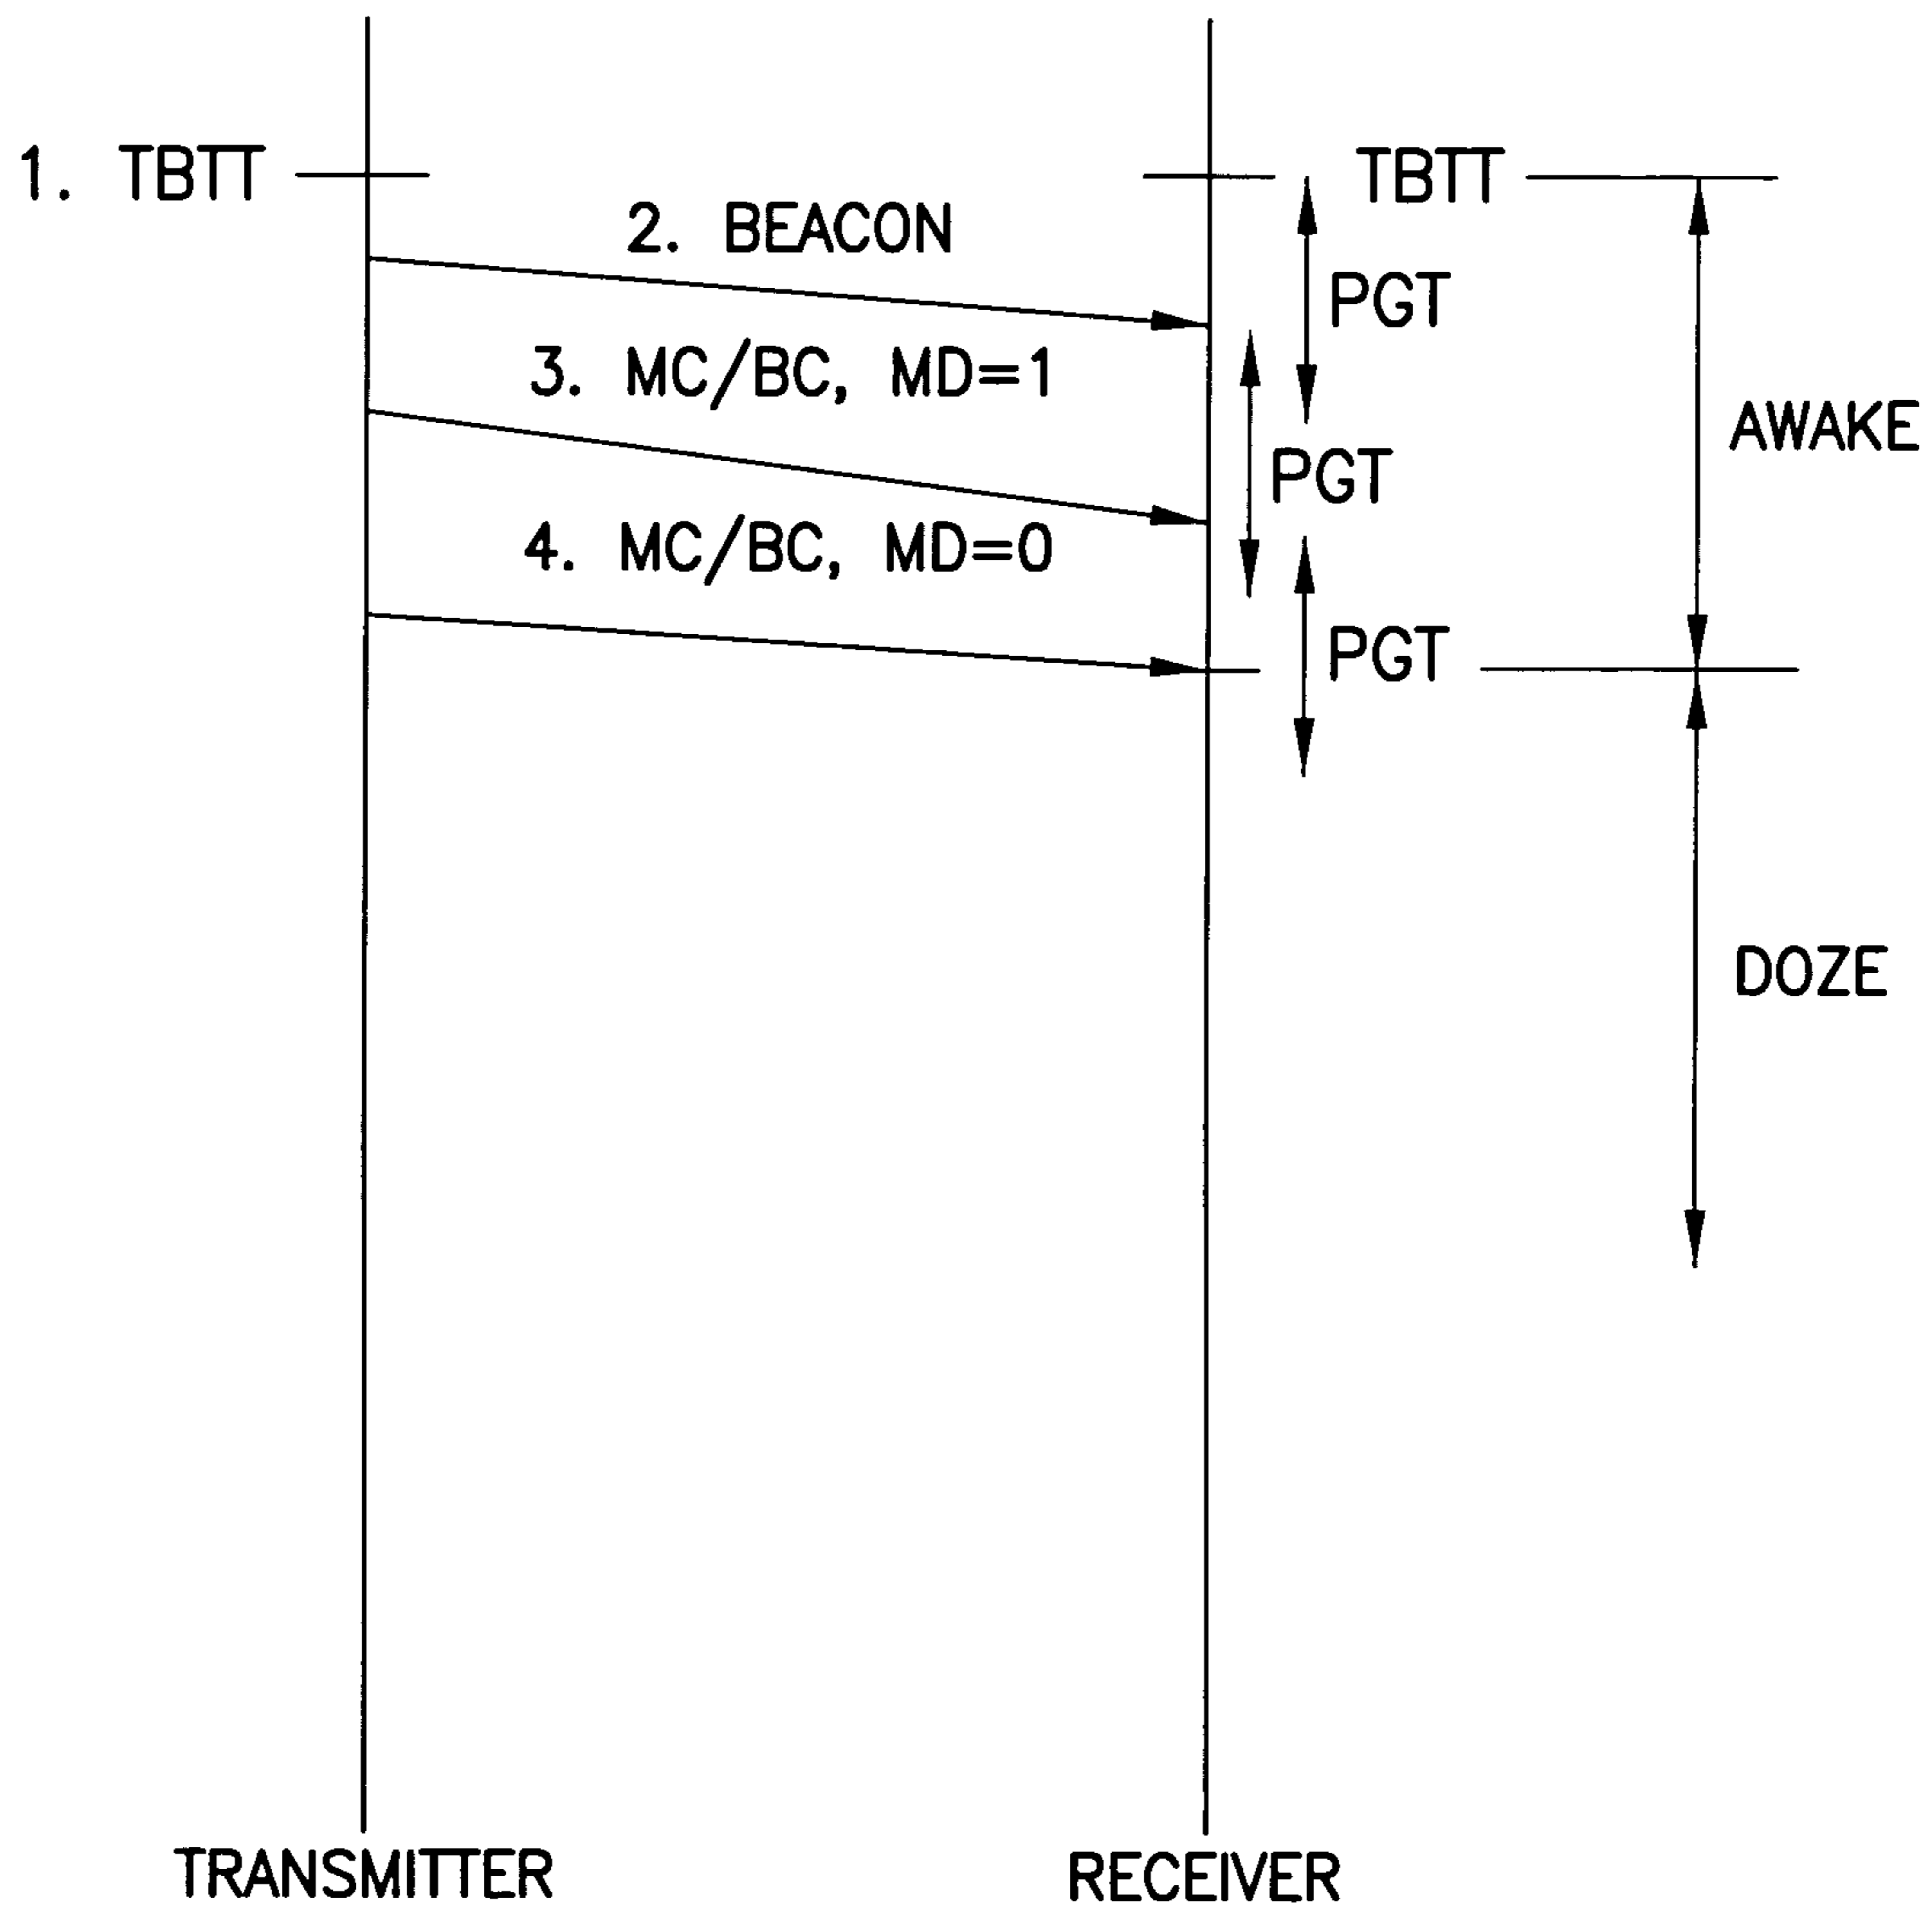 1. TBTT
TBTT
2. BEACON
PGT
3. MC/BC, MD=1
AWAKE
PGT
4. MC/BC, MD=0
PGT
DOZE
TRANSMITTER
RECEIVER